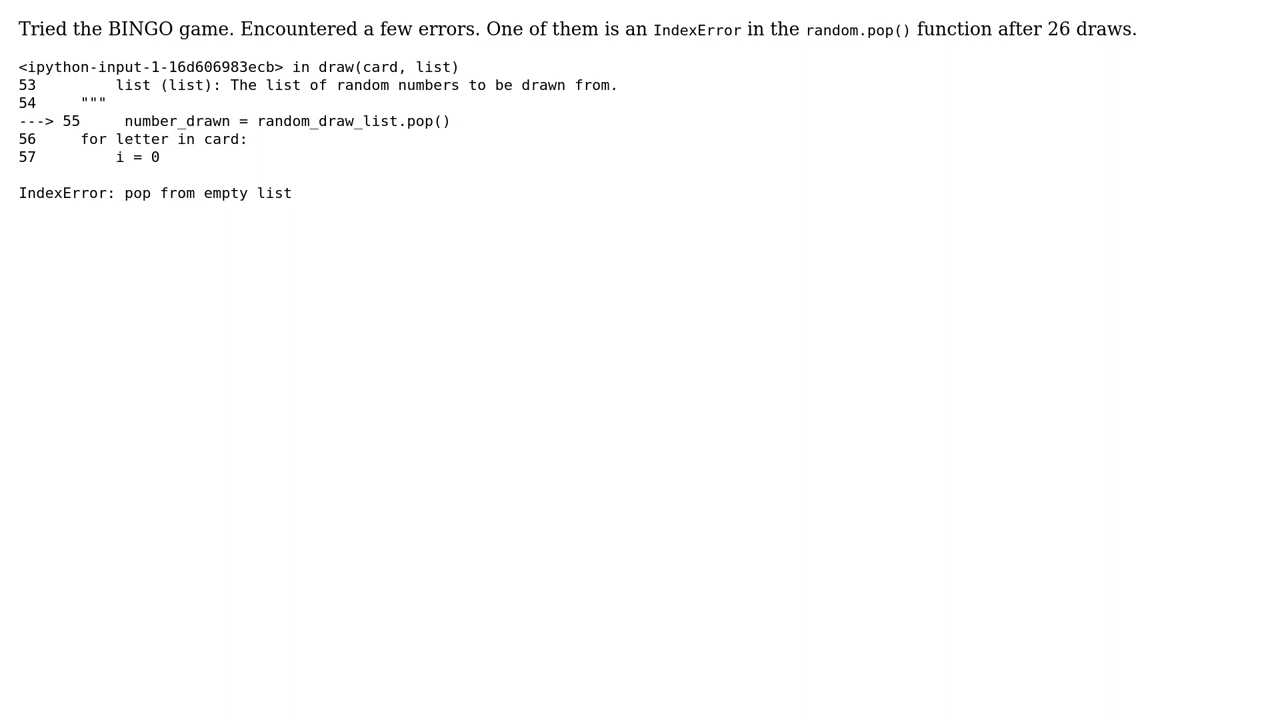 Tried the BINGO game. Encountered a few errors. One of them is an IndexError in the random.pop() function after 26 draws.
<ipython-input-1-16d606983ecb> in draw(card, list)
53         list (list): The list of random numbers to be drawn from.
54     """
---> 55     number_drawn = random_draw_list.pop()
56     for letter in card:
57         i = 0
IndexError: pop from empty list